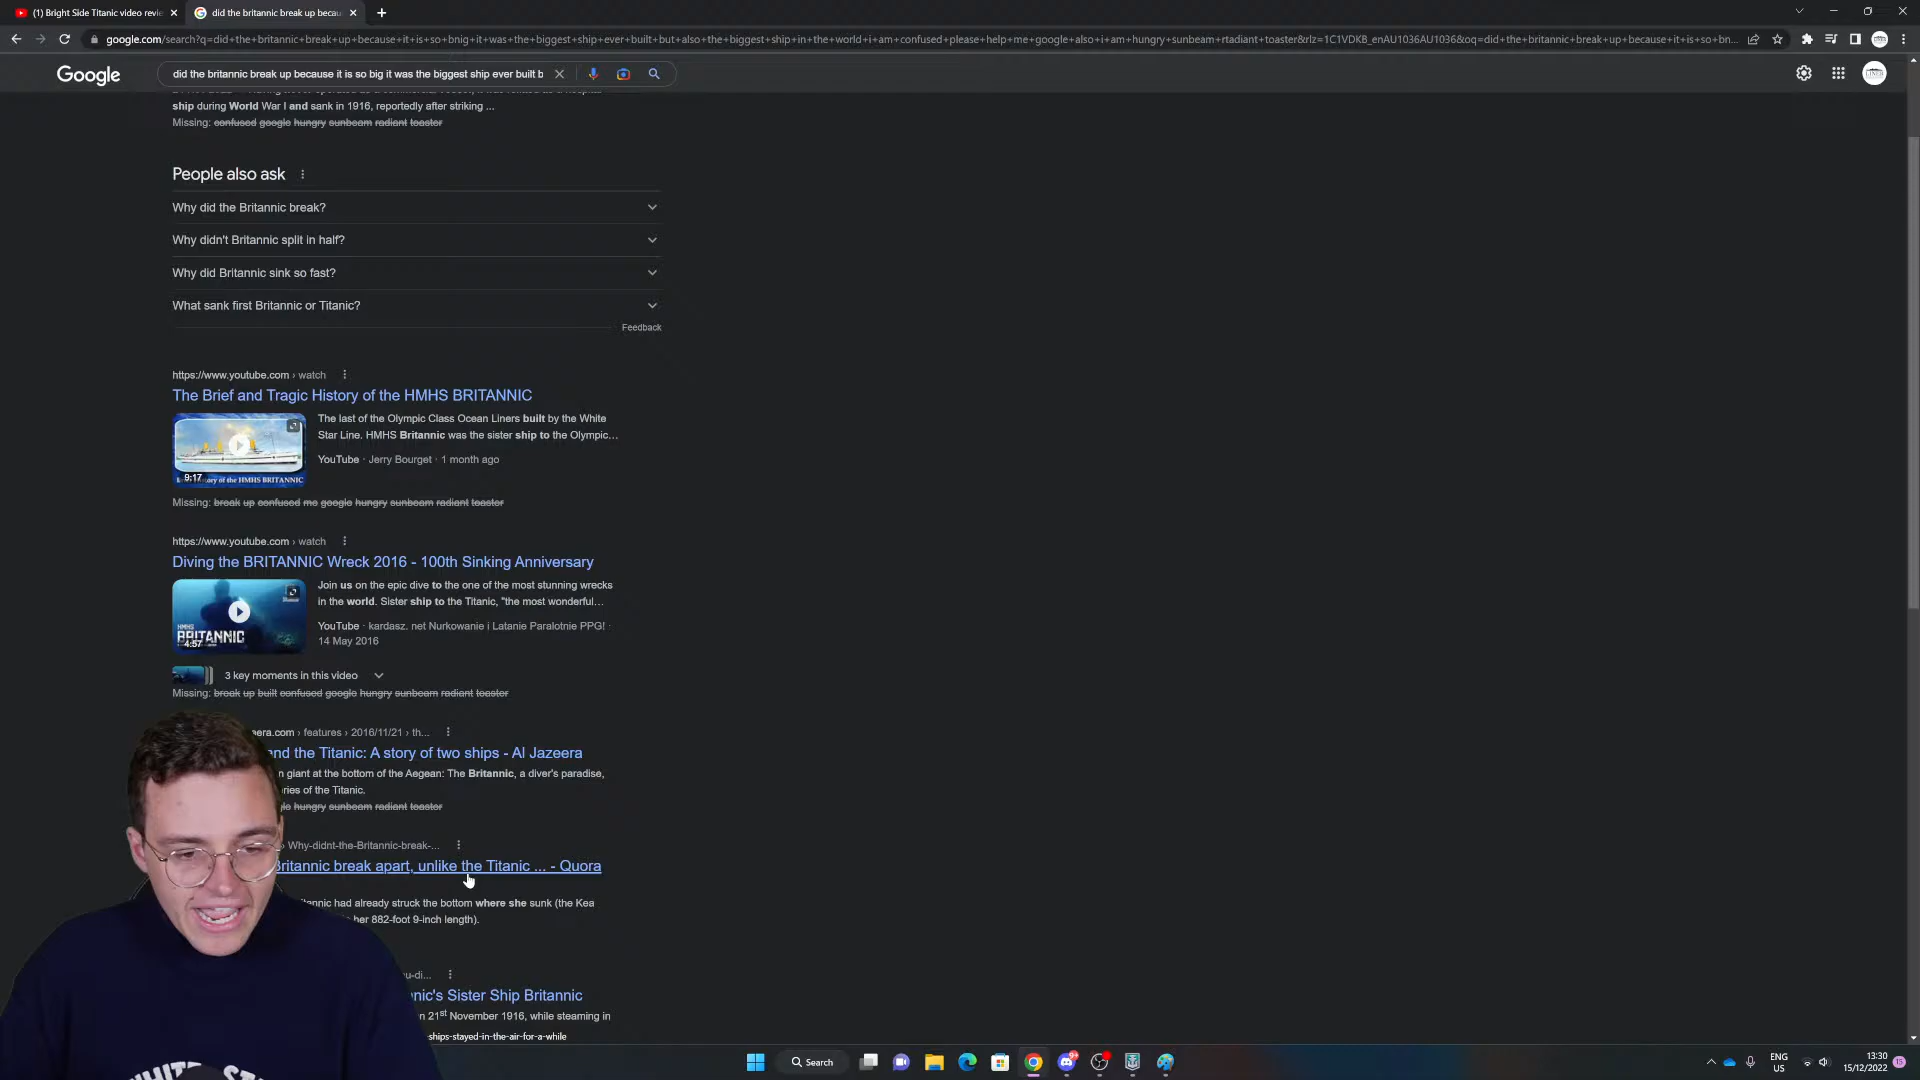 (1) Bright Side Titanic video revie
did the britannic break up becau
google.com/search?q=did+the+britannic+break+up+because+it+is+so+bnig+it+was+the+biggest+ship+ever+built+but+also+the+biggest+ship+in+the+world+i+am+confused+please+help+me+google+also+i+am+hungry+sunbeam+rtadiant+toaster&rlz=1C1VDKB_enAU1036AU1036&oq=did+the+britannic+break+up+because+it+is+so+bn...
Google
did the britannic break up because it is so big it was the biggest ship ever built b
ship during World War I and sank in 1916, reportedly after striking ...
Missing: confused google hungry sunbeam radiant toaster
People also ask
Why did the Britannic break?
Why didn't Britannic split in half?
Why did Britannic sink so fast?
What sank first Britannic or Titanic?
Feedback
https://www.youtube.com › watch
The Brief and Tragic History of the HMHS BRITANNIC
The last of the Olympic Class Ocean Liners built by the White
Star Line. HMHS Britannic was the sister ship to the Olympic...
9:17
ory of the HMHS BRITANNIC
YouTube · Jerry Bourget · 1 month ago
Missing: break up confused me google hungry sunbeam radiant toaster
https://www.youtube.com › watch
Diving the BRITANNIC Wreck 2016 - 100th Sinking Anniversary
Join us on the epic dive to the one of the most stunning wrecks
in the world. Sister ship to the Titanic, "the most wonderful...
HMHS
BRITANNIC
4:57
YouTube · kardasz. net Nurkowanie i Latanie Paralotnie PPG! ·
14 May 2016
3 key moments in this video
Missing: break up built confused google hungry sunbeam radiant toaster
era.com › features › 2016/11/21 › th...
nd the Titanic: A story of two ships - Al Jazeera
n giant at the bottom of the Aegean: The Britannic, a diver's paradise,
ries of the Titanic.
gle hungry sunbeam radiant toaster
› Why-didnt-the-Britannic-break-...
Britannic break apart, unlike the Titanic ... - Quora
annic had already struck the bottom where she sunk (the Kea
her 882-foot 9-inch length).
u-di...
nic's Sister Ship Britannic
n 21st November 1916, while steaming in
-ships-stayed-in-the-air-for-a-while
WHITE ST
Search
ENG
US
13:30
15/12/2022
15